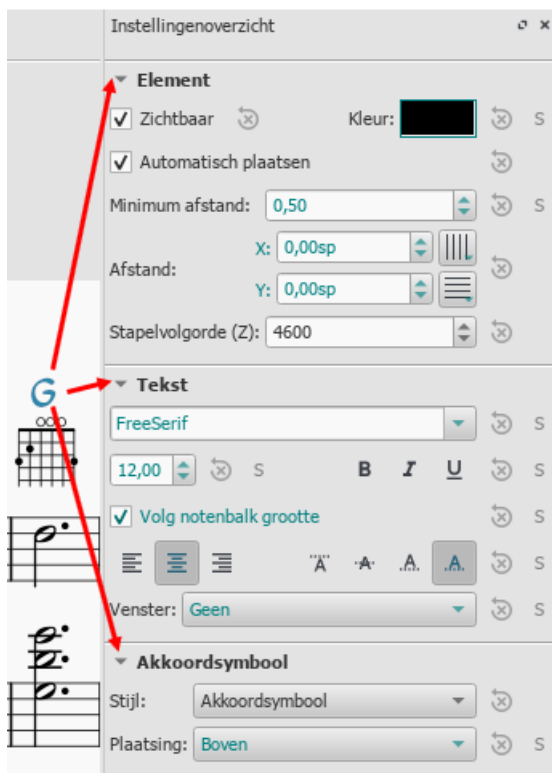 Instellingenoverzicht
Element
Zichtbaar Kleur: S
Automatisch plaatsen
Minimum afstand: 0,50 S
X: 0,00sp
Afstand:
Y: 0,00sp
Stapelvolgorde (Z): 4600
G
Tekst
FreeSerif S
12,00 S B I U S
Volg notenbalk grootte S
A A A A S
Venster: Geen S
Akkoordsymbool
Stijl: Akkoordsymbool
Plaatsing: Boven S